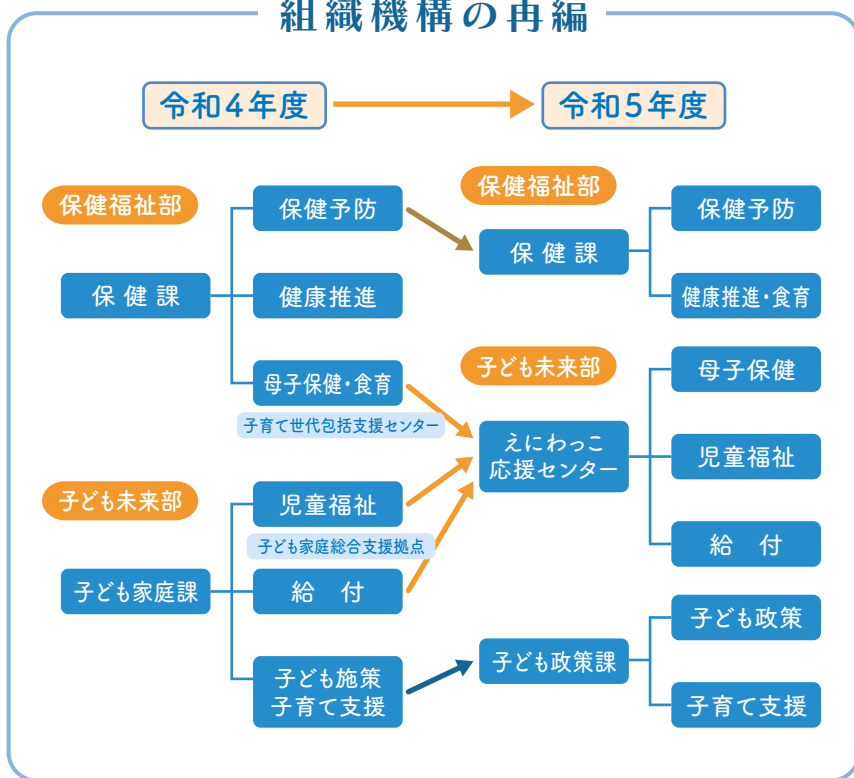 組織機構の再編
令和4年度
令和5年度
保健福祉部
保健課
保健予防
健康推進
母子保健・食育
子育て世代包括支援センター
子ども未来部
子ども家庭課
児童福祉
子ども家庭総合支援拠点
給付
子ども施策
子育て支援
保健福祉部
保健課
保健予防
健康推進・食育
子ども未来部
えにわっこ
応援センター
母子保健
児童福祉
給付
子ども政策課
子ども政策
子育て支援